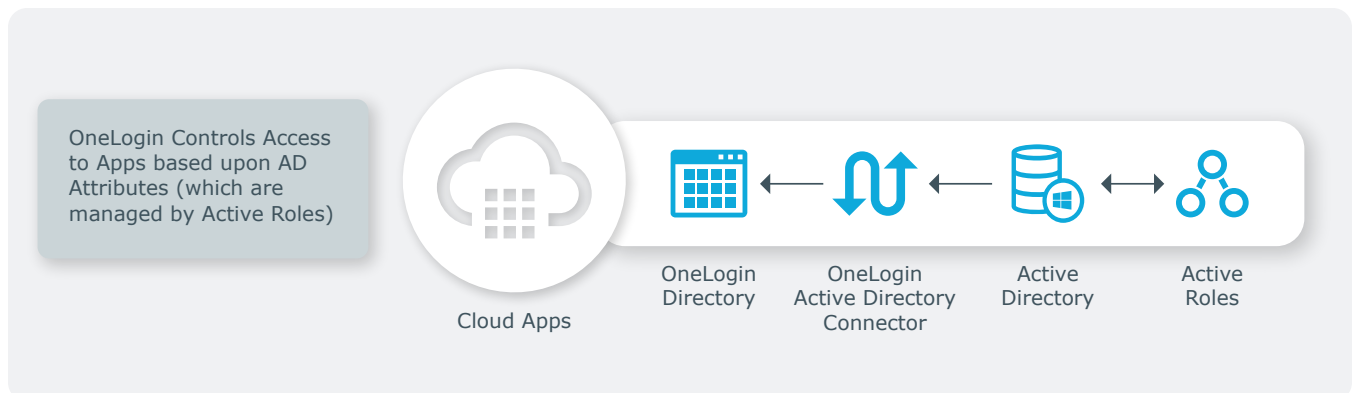 OneLogin Controls Access
to Apps based upon AD
Attributes (which are
managed by Active Roles)
Cloud Apps
OneLogin
Directory
OneLogin
Active Directory
Connector
Active
Directory
Active
Roles